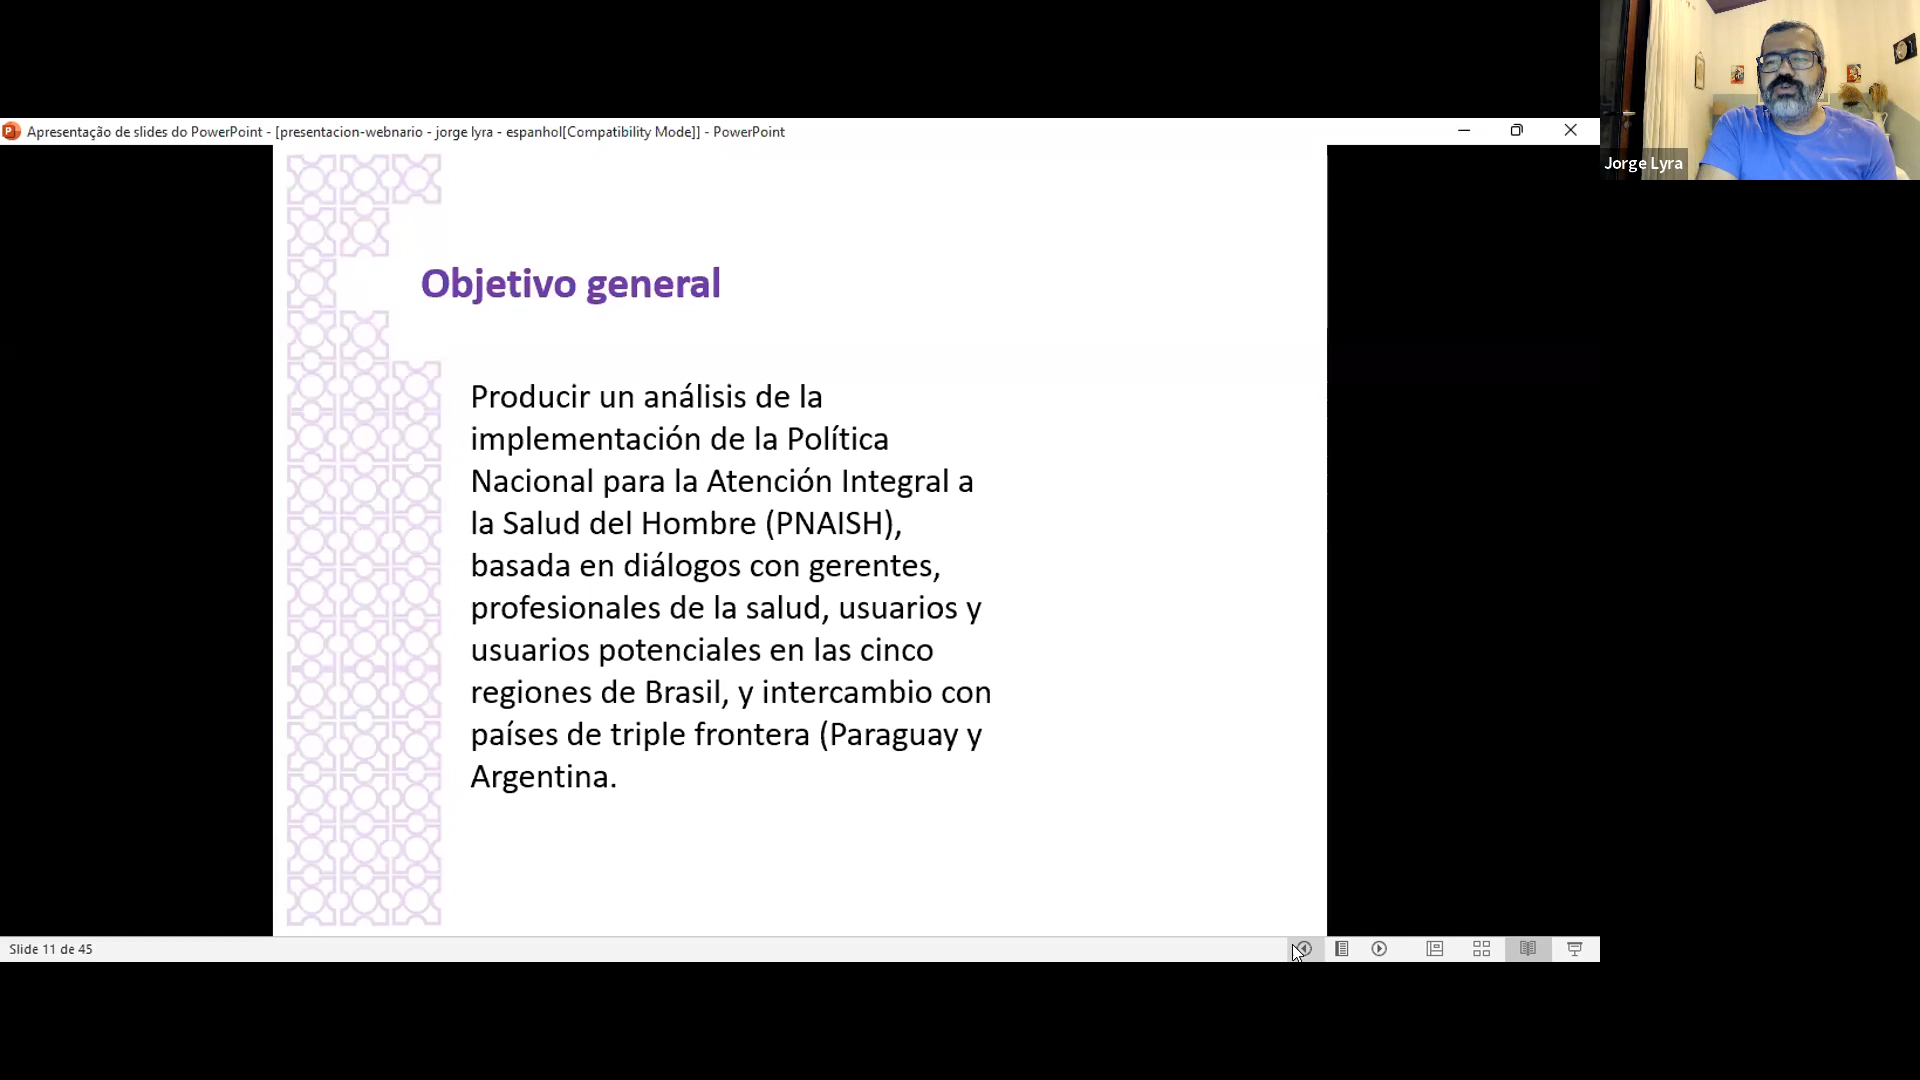 Apresentação de slides do PowerPoint - [presentacion-webnario - jorge lyra - espanhol[Compatibility Mode]] - PowerPoint
Jorge Lyra
Objetivo general
Producir un análisis de la
implementación de la Política
Nacional para la Atención Integral a
la Salud del Hombre (PNAISH),
basada en diálogos con gerentes,
profesionales de la salud, usuarios y
usuarios potenciales en las cinco
regiones de Brasil, y intercambio con
países de triple frontera (Paraguay y
Argentina.
Slide 11 de 45